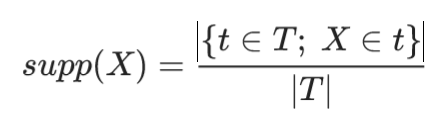 supp(X) = |{t ∈ T; X ∈ t}| / |T|